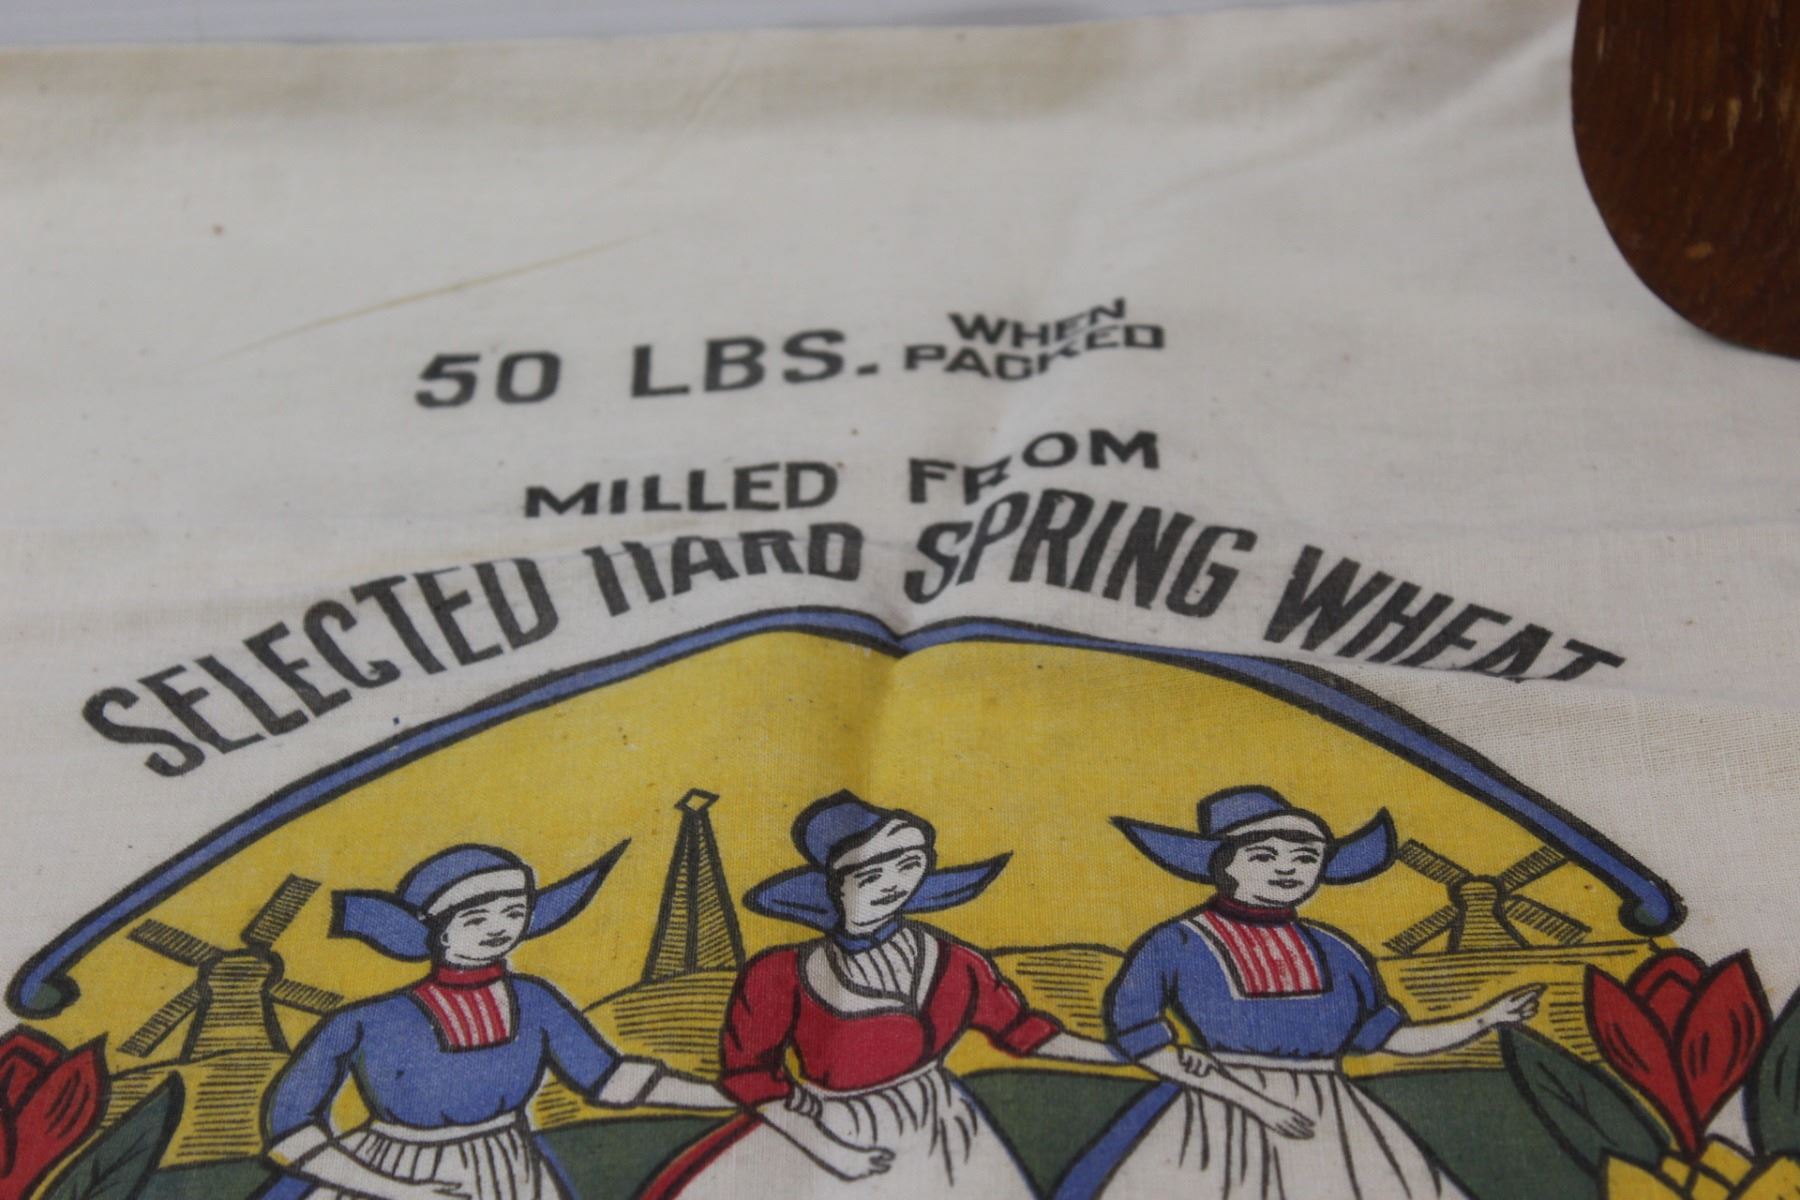 50 LBS. WHEN PACKED
MILLED FROM
SELECTED HARD SPRING WHEAT